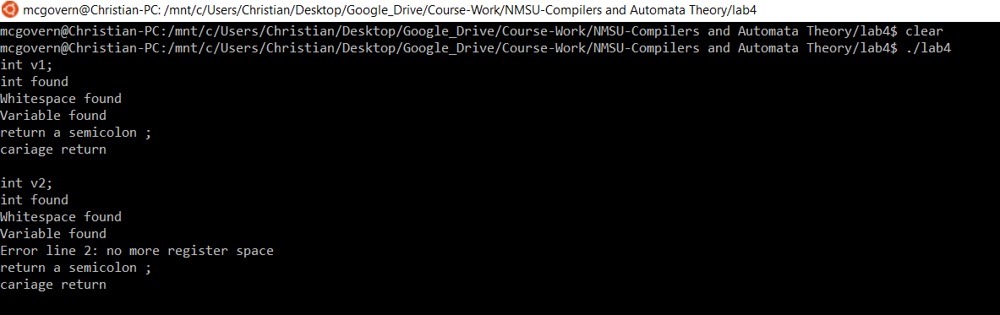 mcgovern@Christian-PC: /mnt/c/Users/Christian/Desktop/Google_Drive/Course-Work/NMSU-Compilers and Automata Theory/lab4
mcgovern@Christian-PC:/mnt/c/Users/Christian/Desktop/Google_Drive/Course-Work/NMSU-Compilers and Automata Theory/lab4$ clear
mcgovern@Christian-PC:/mnt/c/Users/Christian/Desktop/Google_Drive/Course-Work/NMSU-Compilers and Automata Theory/lab4$ ./lab4
int v1;
int found
Whitespace found
Variable found
return a semicolon ;
cariage return
int v2;
int found
Whitespace found
Variable found
Error line 2: no more register space
return a semicolon ;
cariage return